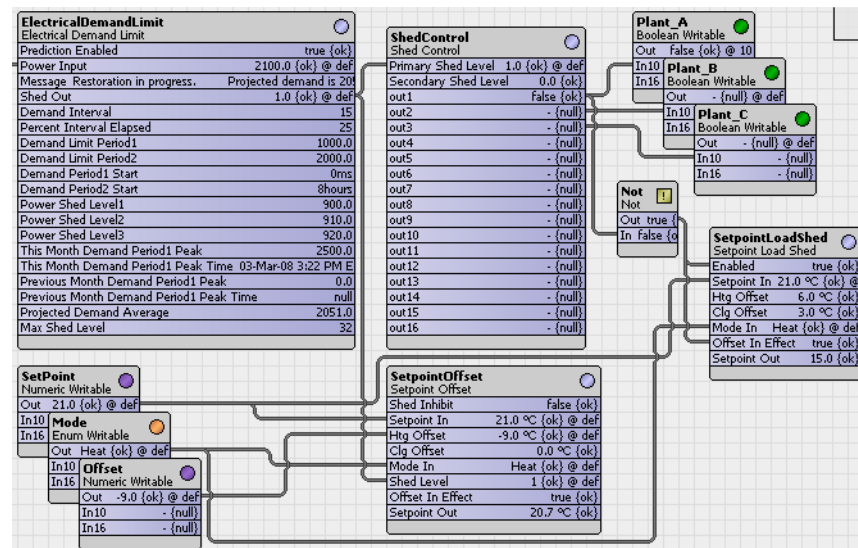 ElectricalDemandLimit
Electrical Demand Limit
Prediction Enabled true {ok}
Power Input 2100.0 {ok} @ def
Message Restoration in progress. Projected demand is 20
Shed Out 1.0 {ok} @ def
Demand Interval 15
Percent Interval Elapsed 25
Demand Limit Period1 1000.0
Demand Limit Period2 2000.0
Demand Period1 Start 0ms
Demand Period2 Start 8hours
Power Shed Level1 900.0
Power Shed Level2 910.0
Power Shed Level3 920.0
This Month Demand Period1 Peak 2500.0
This Month Demand Period1 Peak Time 03-Mar-08 3:22 PM E
Previous Month Demand Period1 Peak 0.0
Previous Month Demand Period1 Peak Time null
Projected Demand Average 2051.0
Max Shed Level 32
ShedControl
Shed Control
Primary Shed Level 1.0 {ok} @ def
Secondary Shed Level 0.0 {ok}
out1 false {ok}
out2 - {null}
out3 - {null}
out4 - {null}
out5 - {null}
out6 - {null}
out7 - {null}
out8 - {null}
out9 - {null}
out10 - {null}
out11 - {null}
out12 - {null}
out13 - {null}
out14 - {null}
out15 - {null}
out16 - {null}
Plant_A
Boolean Writable
Out false {ok} @ 10
In10
In16
Plant_B
Boolean Writable
Out - {null} @ def
In10
In16
Plant_C
Boolean Writable
Out - {null} @ def
In10 - {null}
In16 - {null}
Not
Not
Out true {
In false {o
SetpointLoadShed
Setpoint Load Shed
Enabled true {ok}
Setpoint In 21.0 ºC {ok} @
Htg Offset 6.0 ºC {ok}
Clg Offset 3.0 ºC {ok}
Mode In Heat {ok} @ def
Offset In Effect true {ok}
Setpoint Out 15.0 {ok}
SetPoint
Numeric Writable
Out 21.0 {ok} @ def
In10
In16
Mode
Enum Writable
Out Heat {ok} @ def
In10
In16
Offset
Numeric Writable
Out -9.0 {ok} @ def
In10 - {null}
In16 - {null}
SetpointOffset
Setpoint Offset
Shed Inhibit false {ok}
Setpoint In 21.0 ºC {ok} @ def
Htg Offset -9.0 ºC {ok} @ def
Clg Offset 0.0 ºC {ok}
Mode In Heat {ok} @ def
Shed Level 1 {ok} @ def
Offset In Effect true {ok}
Setpoint Out 20.7 ºC {ok}